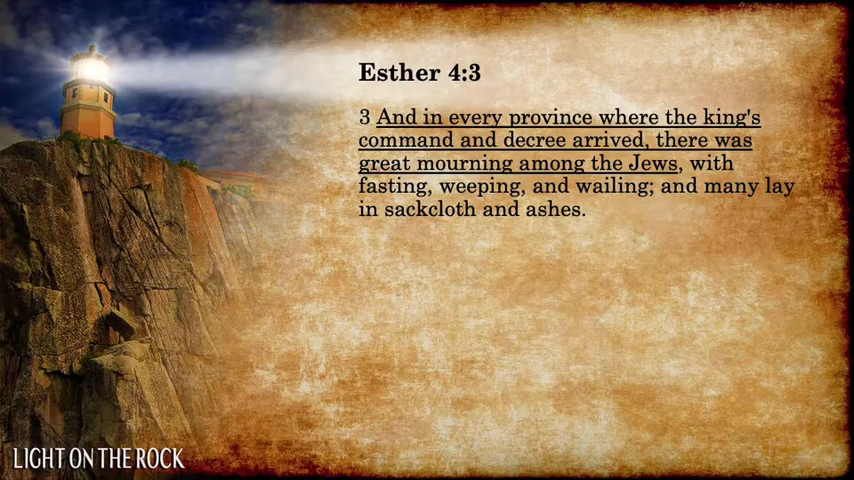 Esther 4:3
3 And in every province where the king's
command and decree arrived, there was
great mourning among the Jews, with
fasting, weeping, and wailing; and many lay
in sackcloth and ashes.
LIGHT ON THE ROCK